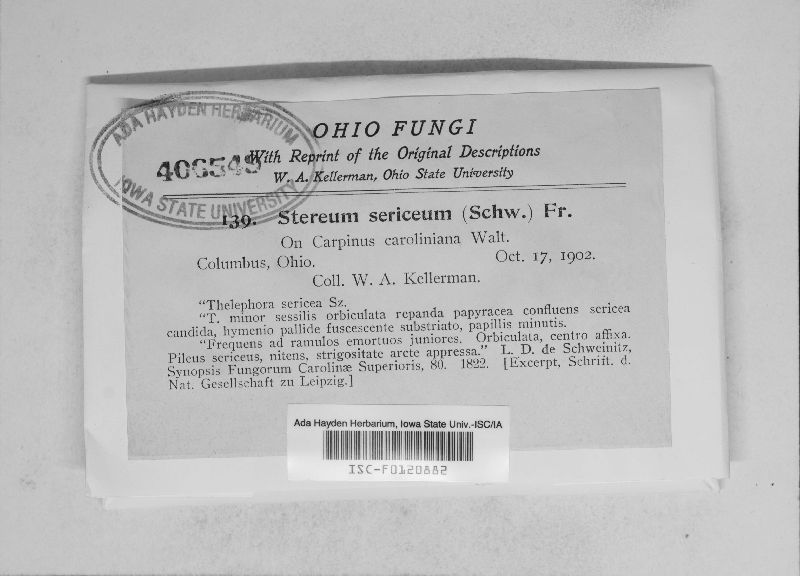 ADA HAYDEN HERBARIUM
406549
IOWA STATE UNIVERSITY
OHIO FUNGI
With Reprint of the Original Descriptions
W. A. Kellerman, Ohio State University
139. Stereum sericeum (Schw.) Fr.
On Carpinus caroliniana Walt.
Columbus, Ohio. Oct. 17, 1902.
Coll. W. A. Kellerman.
"Thelephora sericea Sz.
"T. minor sessilis orbiculata repanda papyracea confluens sericea
candida, hymenio pallide fuscescente substriato, papillis minutis.
"Frequens ad ramulos emortuos juniores. Orbiculata, centro affixa.
Pileus sericeus, nitens, strigositate arcte appressa." L. D. de Schweinitz,
Synopsis Fungorum Carolinæ Superioris, 80. 1822. [Excerpt, Schrift. d.
Nat. Gesellschaft zu Leipzig.]
Ada Hayden Herbarium, Iowa State Univ.-ISC/IA
ISC-F0120882